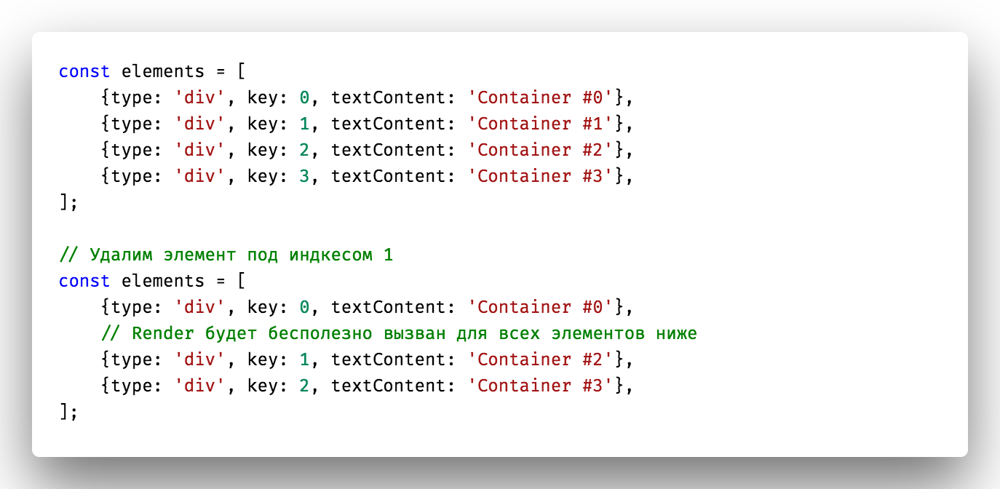 const elements = [
    {type: 'div', key: 0, textContent: 'Container #0'},
    {type: 'div', key: 1, textContent: 'Container #1'},
    {type: 'div', key: 2, textContent: 'Container #2'},
    {type: 'div', key: 3, textContent: 'Container #3'},
];
// Удалим элемент под индкесом 1
const elements = [
    {type: 'div', key: 0, textContent: 'Container #0'},
    // Render будет бесполезно вызван для всех элементов ниже
    {type: 'div', key: 1, textContent: 'Container #2'},
    {type: 'div', key: 2, textContent: 'Container #3'},
];